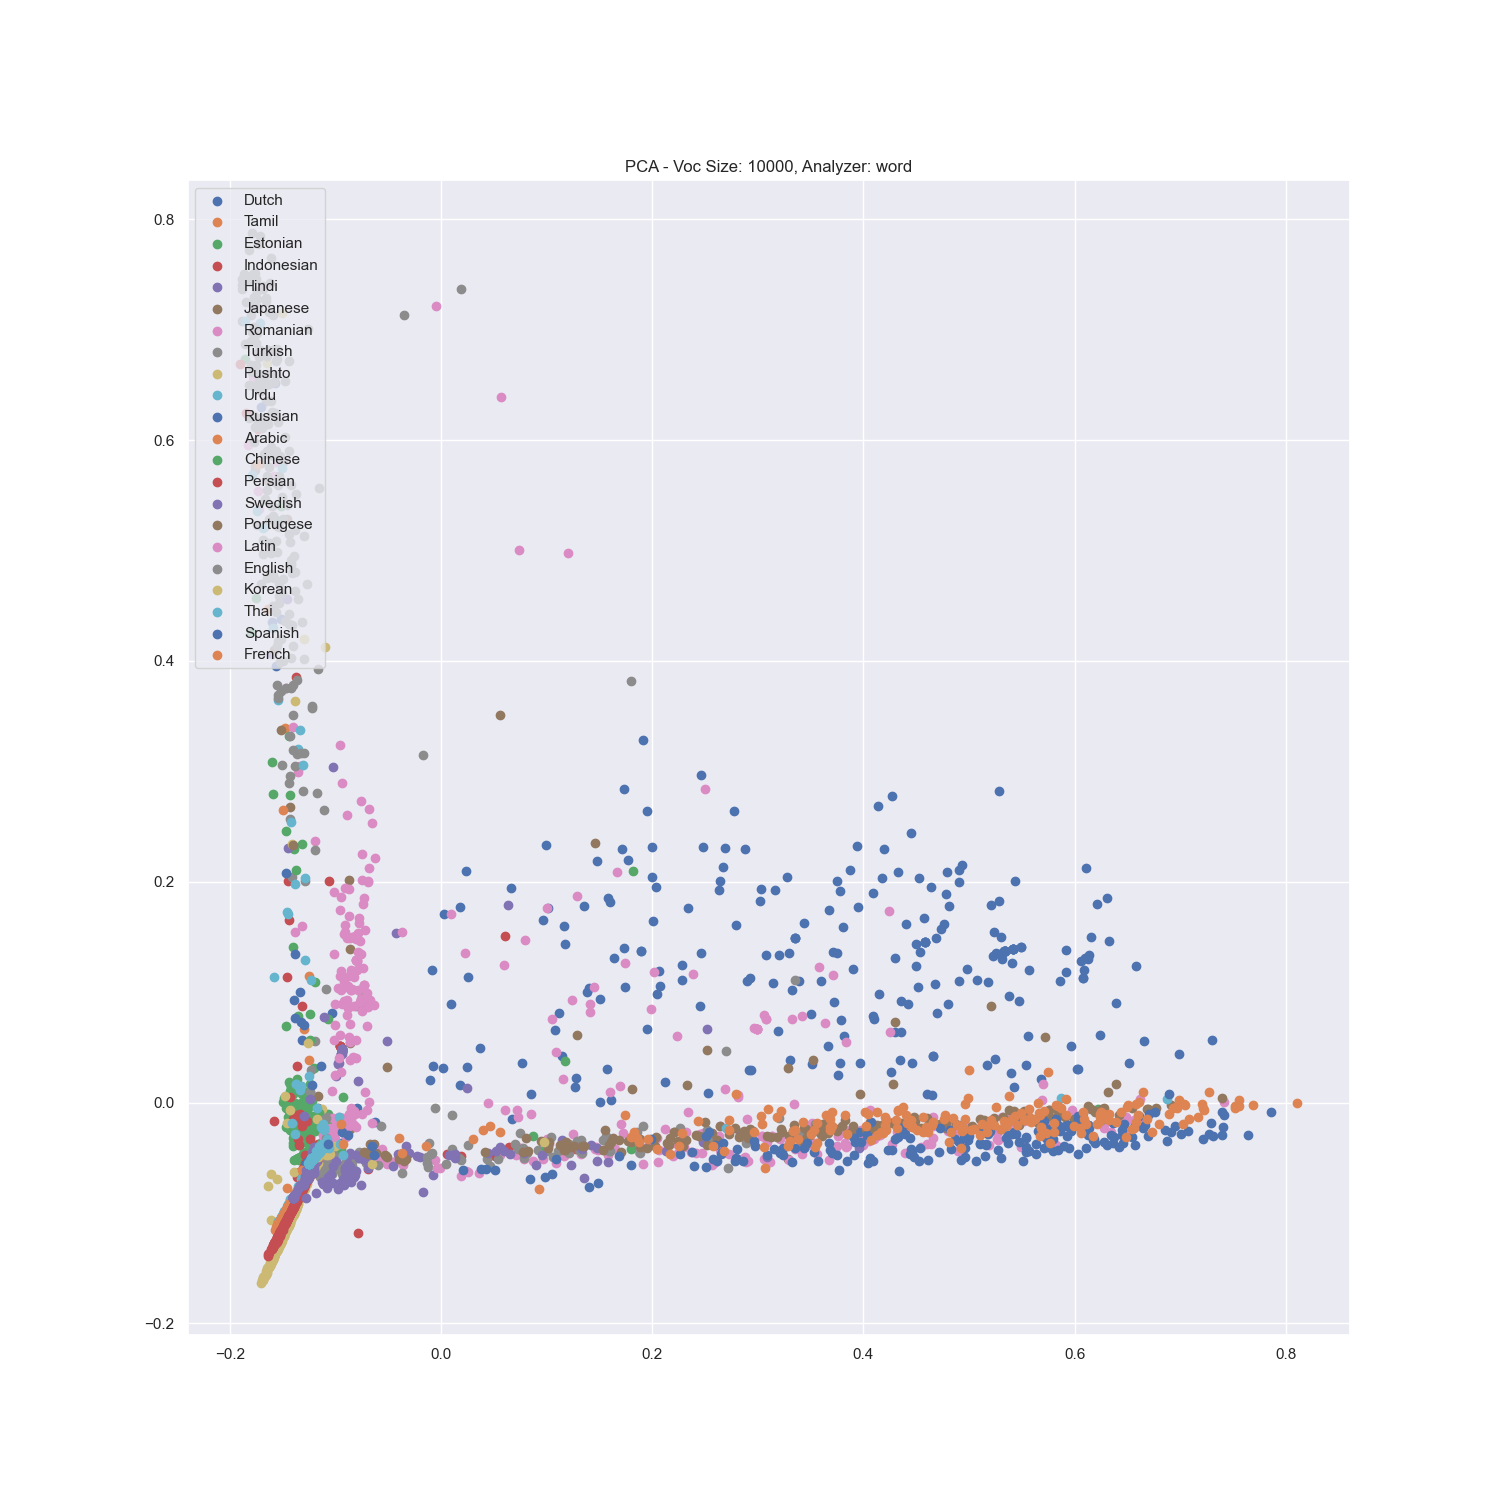 PCA - Voc Size: 10000, Analyzer: word
Dutch
Tamil
Estonian
Indonesian
Hindi
Japanese
Romanian
Turkish
Pushto
Urdu
Russian
Arabic
Chinese
Persian
Swedish
Portugese
Latin
English
Korean
Thai
Spanish
French
0.8
0.6
0.4
0.2
0.0
−0.2
−0.2 0.0 0.2 0.4 0.6 0.8